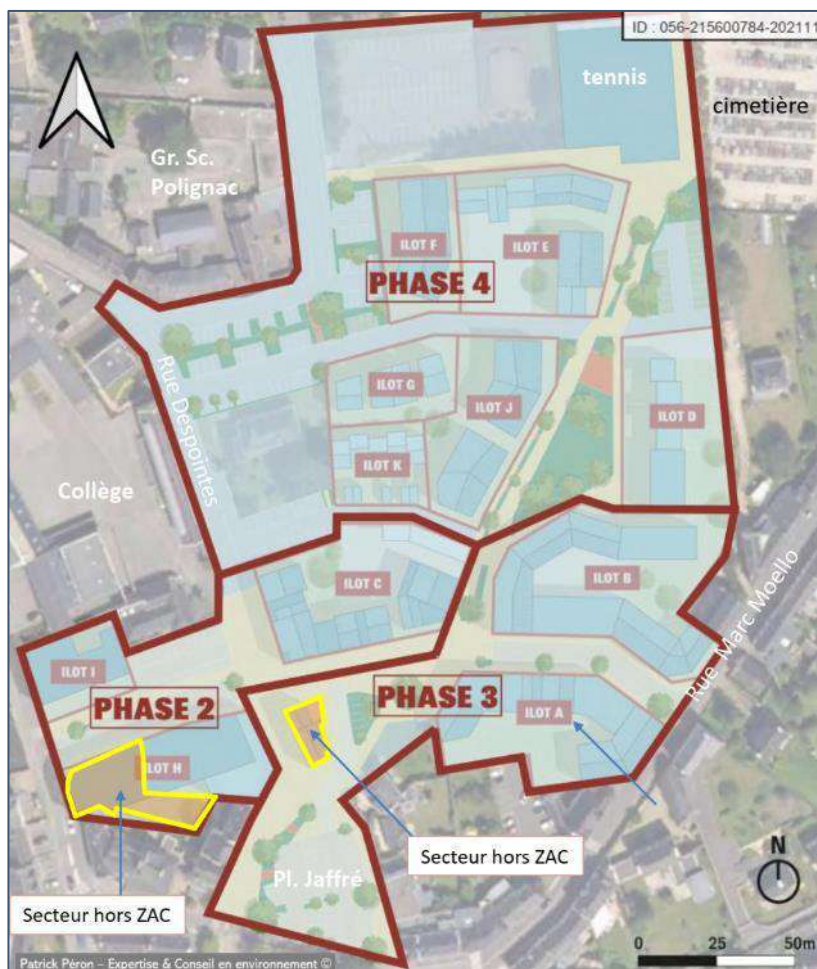 ID : 056-215600784-202111
tennis
cimetière
Gr. Sc.
Polignac
ILOT F
ILOT E
PHASE 4
Rue Despointes
ILOT G
ILOT J
ILOT K
ILOT D
Collège
ILOT C
ILOT B
Rue Marc Moello
ILOT I
PHASE 2
PHASE 3
ILOT A
ILOT H
Secteur hors ZAC
Pl. Jaffré
Secteur hors ZAC
N
0 25 50m
Patrick Péron – Expertise & Conseil en environnement ©